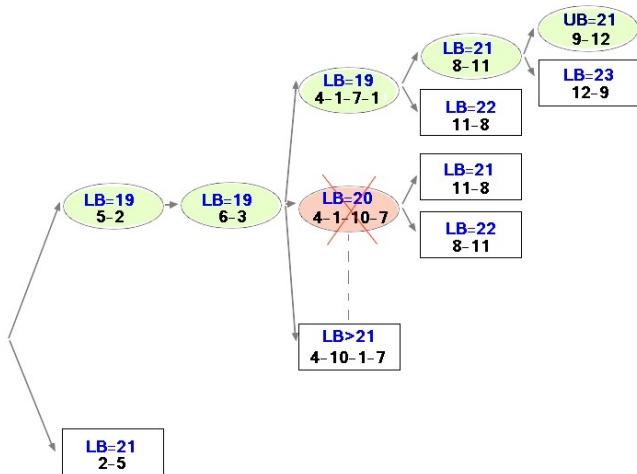 UB=21
9-12
LB=21
8-11
LB=23
12-9
LB=19
4-1-7-1
LB=22
11-8
LB=21
11-8
LB=19
5-2
LB=19
6-3
LB=20
4-1-10-7
LB=22
8-11
LB>21
4-10-1-7
LB=21
2-5